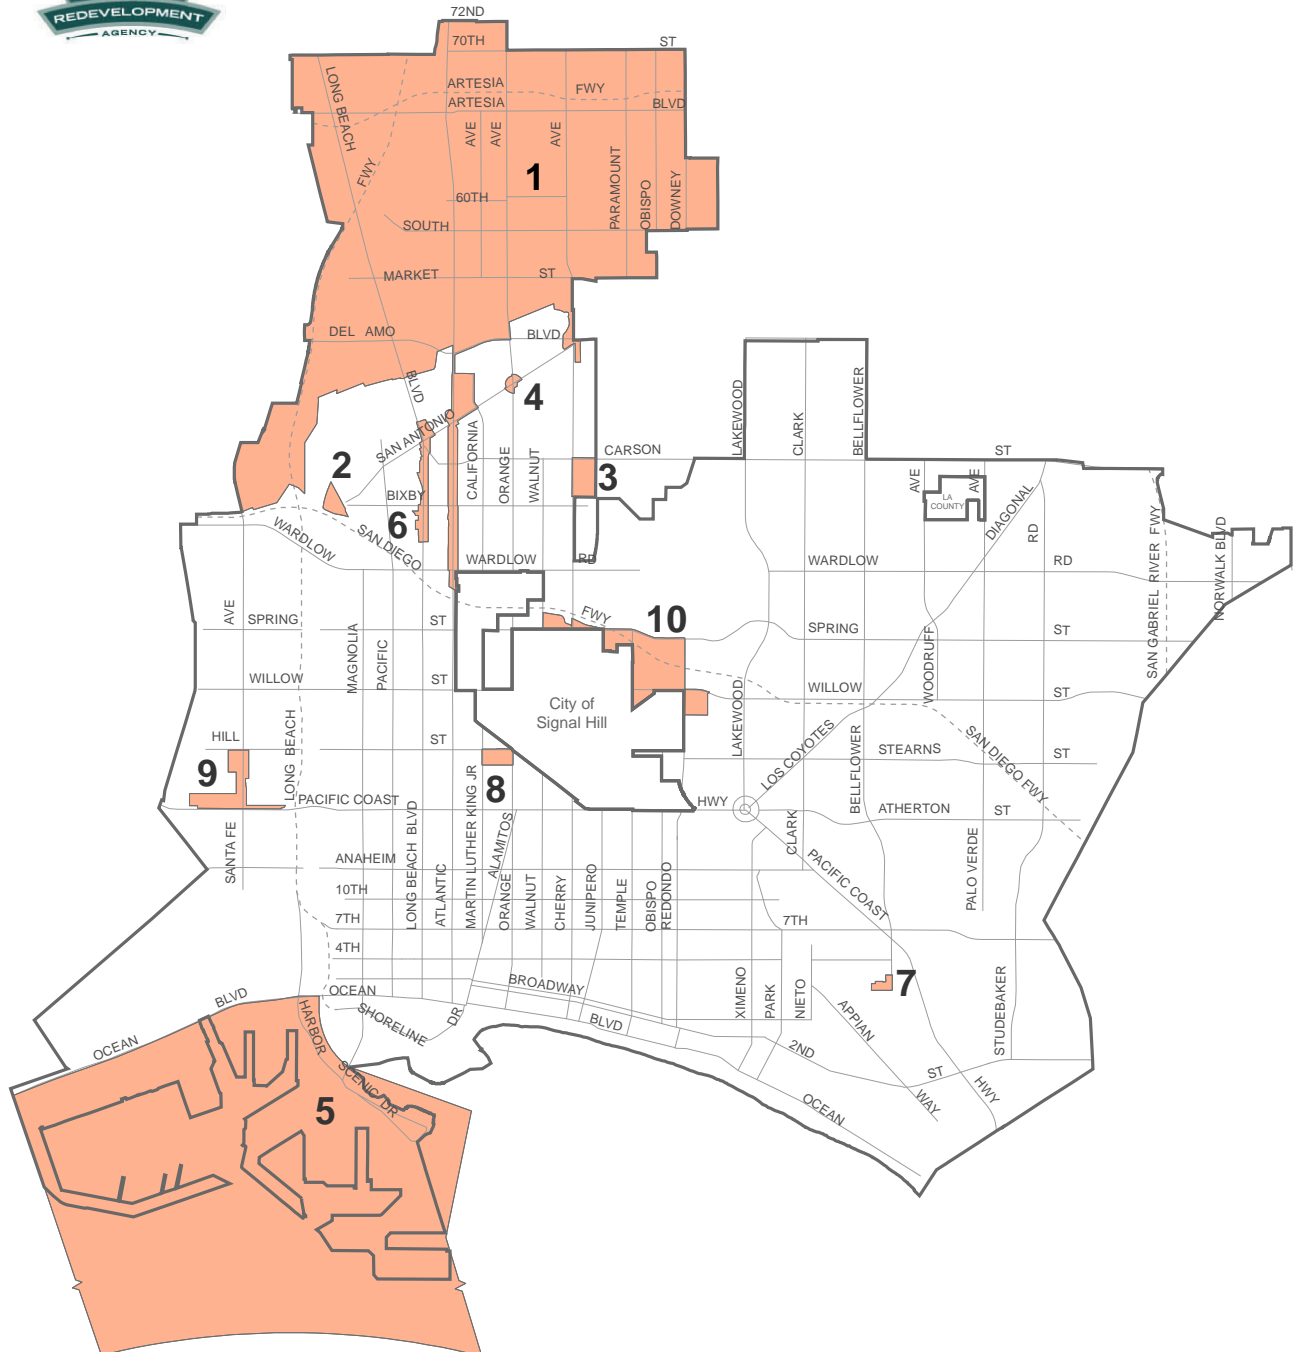 REDEVELOPMENT
AGENCY
72ND
70TH
ST
ARTESIA
FWY
ARTESIA
BLVD
LONG BEACH
FWY
AVE
AVE
AVE
1
PARAMOUNT
OBISPO
DOWNEY
60TH
SOUTH
MARKET
ST
DEL AMO
BLVD
BLVD
4
SAN ANTONIO
CALIFORNIA
ORANGE
WALNUT
CARSON
LAKEWOOD
CLARK
BELLFLOWER
ST
2
3
BIXBY
6
AVE
AVE
LA
COUNTY
DIAGONAL
RD
SAN GABRIEL RIVER FWY
NORWALK BLVD
WARDLOW
SAN DIEGO
WARDLOW
RD
WARDLOW
RD
AVE
SPRING
ST
FWY
10
SPRING
ST
MAGNOLIA
PACIFIC
WOODRUFF
WILLOW
ST
City of
Signal Hill
LAKEWOOD
WILLOW
ST
HILL
ST
LONG BEACH
LOS COYOTES
BELLFLOWER
STEARNS
ST
SAN DIEGO FWY
9
8
PACIFIC COAST
HWY
ATHERTON
ST
SANTA FE
LONG BEACH BLVD
ATLANTIC
MARTIN LUTHER KING JR
ALAMITOS
ORANGE
WALNUT
CHERRY
JUNIPERO
TEMPLE
OBISPO
REDONDO
CLARK
PACIFIC COAST
PALO VERDE
ANAHEIM
10TH
7TH
7TH
4TH
7
OCEAN
BROADWAY
BLVD
XIMENO
PARK
NIETO
APPIAN
STUDEBAKER
BLVD
OCEAN
HARBOR
SHORELINE
DR
SCENIC DR
2ND
ST
WAY
HWY
OCEAN
5